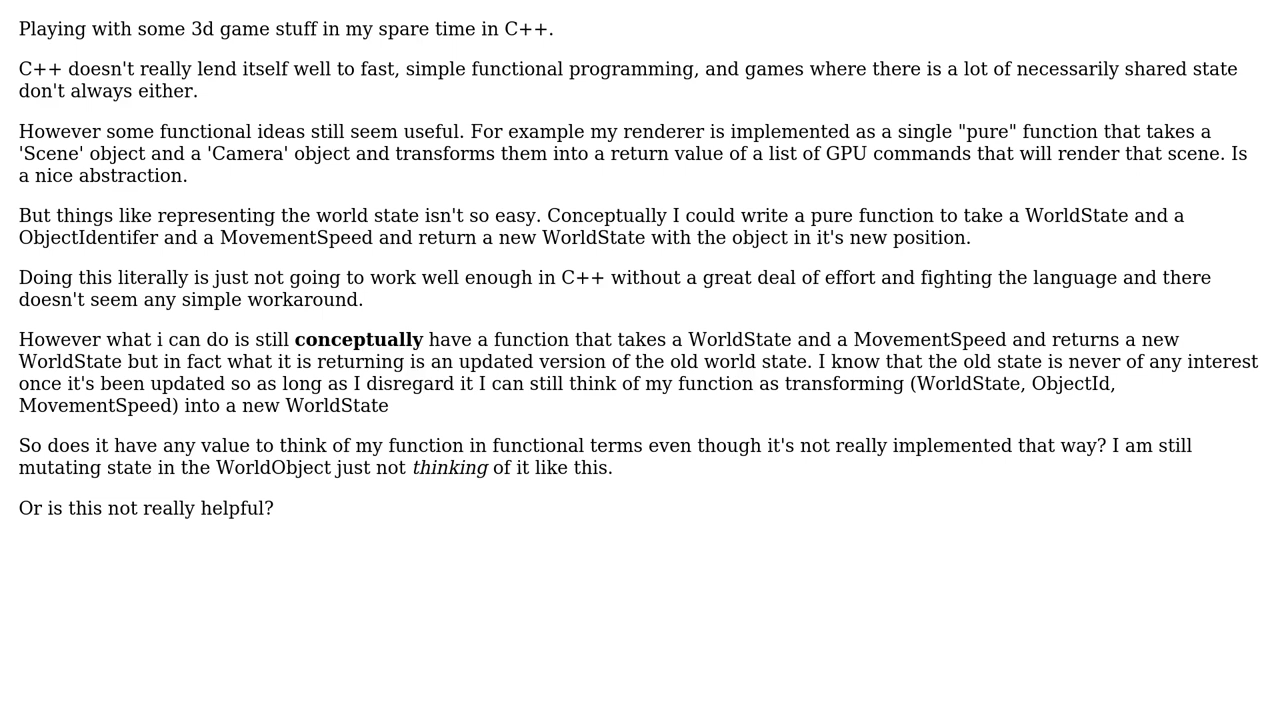 Playing with some 3d game stuff in my spare time in C++.
C++ doesn't really lend itself well to fast, simple functional programming, and games where there is a lot of necessarily shared state
don't always either.
However some functional ideas still seem useful. For example my renderer is implemented as a single "pure" function that takes a
'Scene' object and a 'Camera' object and transforms them into a return value of a list of GPU commands that will render that scene. Is
a nice abstraction.
But things like representing the world state isn't so easy. Conceptually I could write a pure function to take a WorldState and a
ObjectIdentifer and a MovementSpeed and return a new WorldState with the object in it's new position.
Doing this literally is just not going to work well enough in C++ without a great deal of effort and fighting the language and there
doesn't seem any simple workaround.
However what i can do is still conceptually have a function that takes a WorldState and a MovementSpeed and returns a new
WorldState but in fact what it is returning is an updated version of the old world state. I know that the old state is never of any interest
once it's been updated so as long as I disregard it I can still think of my function as transforming (WorldState, ObjectId,
MovementSpeed) into a new WorldState
So does it have any value to think of my function in functional terms even though it's not really implemented that way? I am still
mutating state in the WorldObject just not thinking of it like this.
Or is this not really helpful?